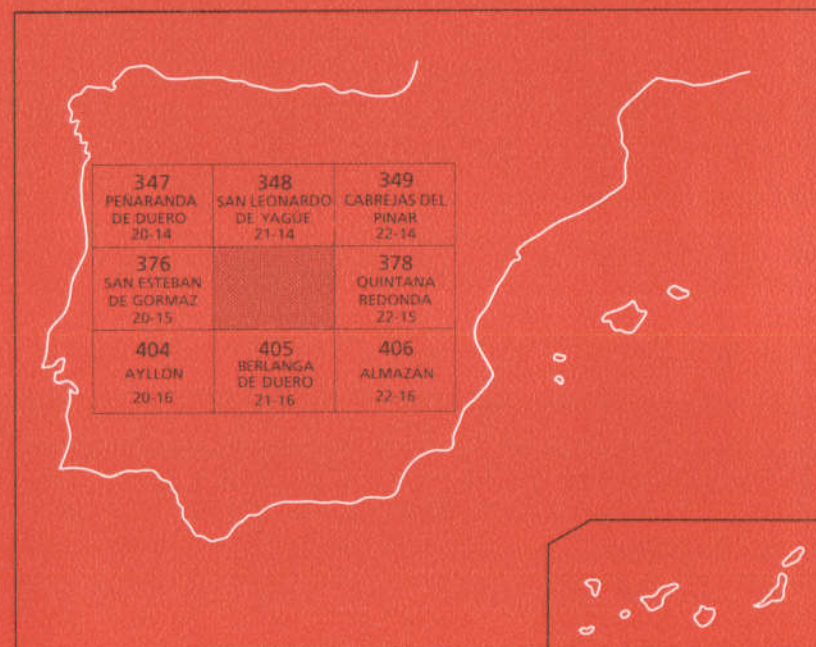 347
PEÑARANDA
DE DUERO
20-14
348
SAN LEONARDO
DE YAGÜE
21-14
349
CABREJAS DEL
PINAR
22-14
376
SAN ESTEBAN
DE GORMAZ
20-15
378
QUINTANA
REDONDA
22-15
404
AYLLON
20-16
405
BERLANGA
DE DUERO
21-16
406
ALMAZAN
22-16